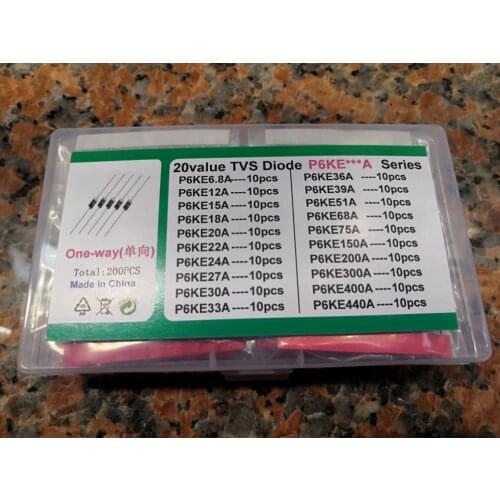 20value TVS Diode P6KE***A Series
P6KE6.8A----10pcs
P6KE12A----10pcs
P6KE15A----10pcs
P6KE18A----10pcs
P6KE20A----10pcs
P6KE22A----10pcs
P6KE24A----10pcs
P6KE27A----10pcs
P6KE30A----10pcs
P6KE33A----10pcs
P6KE36A ----10pcs
P6KE39A ----10pcs
P6KE51A ----10pcs
P6KE68A ----10pcs
P6KE75A ----10pcs
P6KE150A----10pcs
P6KE200A----10pcs
P6KE300A----10pcs
P6KE400A----10pcs
P6KE440A----10pcs
One-way(单向)
Total:200PCS
Made in China